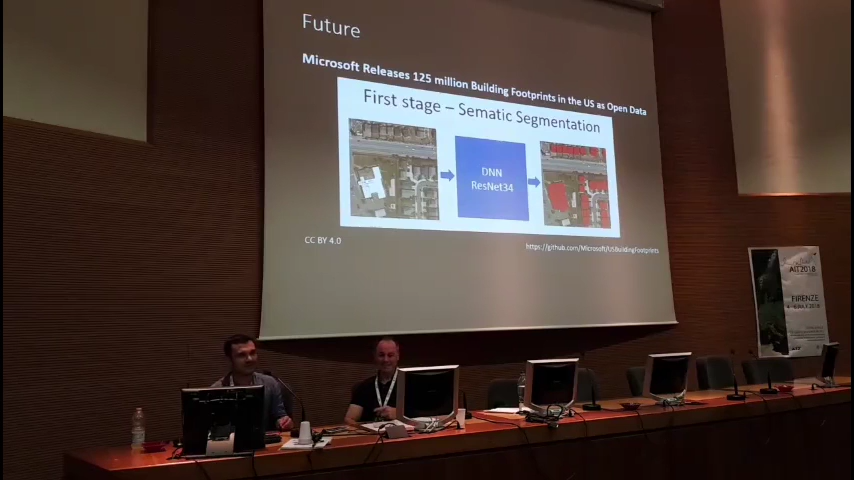 Future
Microsoft Releases 125 million Building Footprints in the US as Open Data
First stage – Sematic Segmentation
DNN
ResNet34
CC BY 4.0
https://github.com/Microsoft/USBuildingFootprints
AIT2018
FIRENZE